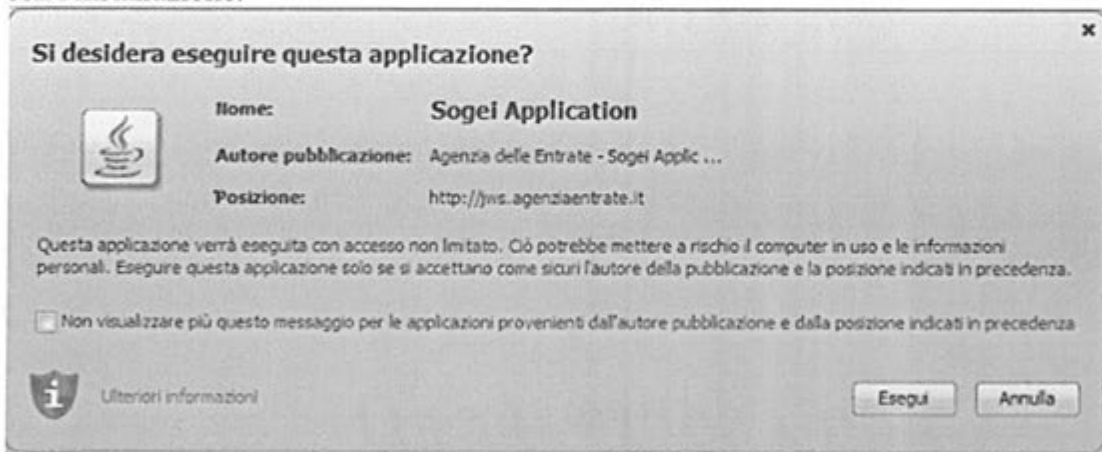 Si desidera eseguire questa applicazione?
Nome:
Sogei Application
Autore pubblicazione:
Agenzia delle Entrate - Sogei Applic ...
Posizione:
http://jws.agenziaentrate.it
Questa applicazione verrà eseguita con accesso non limitato. Ciò potrebbe mettere a rischio il computer in uso e le informazioni
personali. Eseguire questa applicazione solo se si accettano come sicuri l'autore della pubblicazione e la posizione indicati in precedenza.
Non visualizzare più questo messaggio per le applicazioni provenienti dall'autore pubblicazione e dalla posizione indicati in precedenza
Ulteriori informazioni
Esegui
Annulla